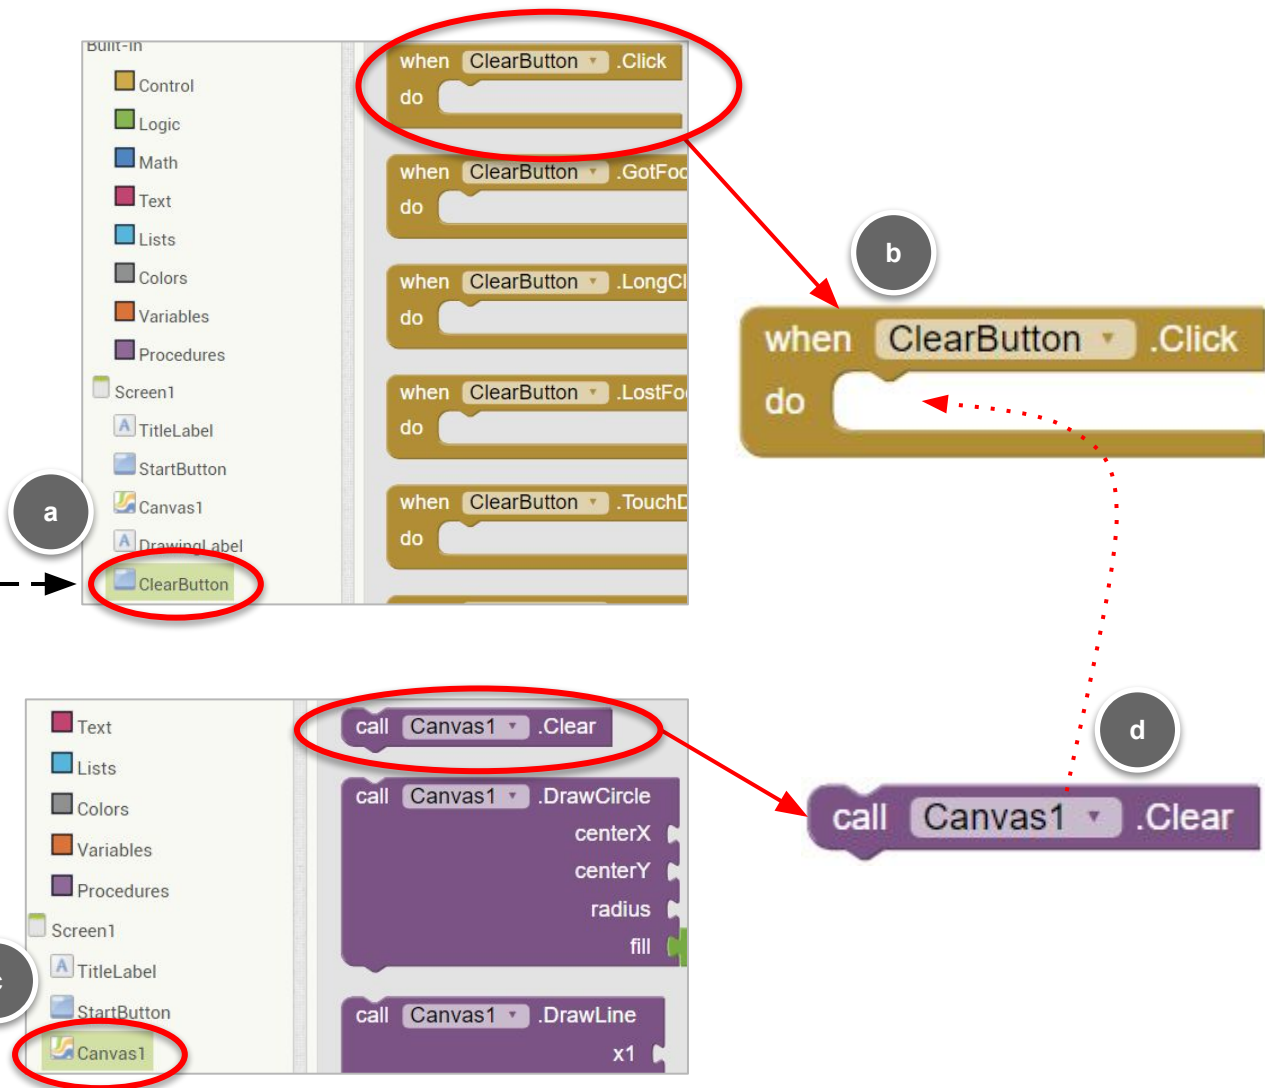 Built-in
Control
Logic
Math
Text
Lists
Colors
Variables
Procedures
Screen1
TitleLabel
StartButton
Canvas1
DrawingLabel
ClearButton
when ClearButton .Click
do
when ClearButton .GotFoc
do
when ClearButton .LongCl
do
when ClearButton .LostFo
do
when ClearButton .TouchD
do
a
b
when ClearButton .Click
do
Text
Lists
Colors
Variables
Procedures
Screen1
TitleLabel
StartButton
Canvas1
call Canvas1 .Clear
call Canvas1 .DrawCircle
centerX
centerY
radius
fill
call Canvas1 .DrawLine
x1
c
d
call Canvas1 .Clear